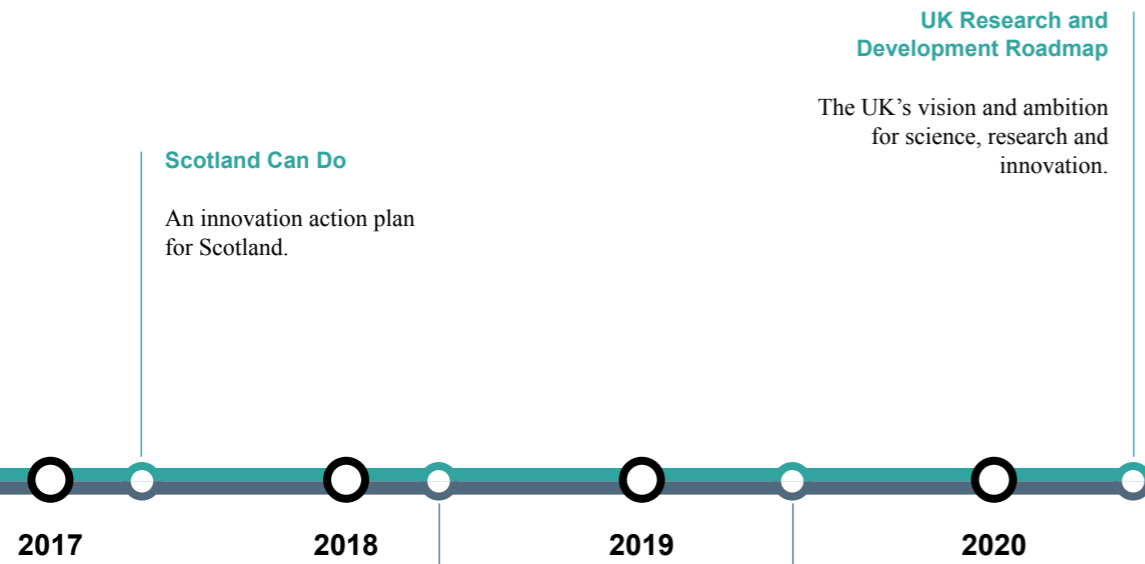 UK Research and
Development Roadmap
The UK’s vision and ambition
for science, research and
innovation.
Scotland Can Do
An innovation action plan
for Scotland.
2017
2018
2019
2020